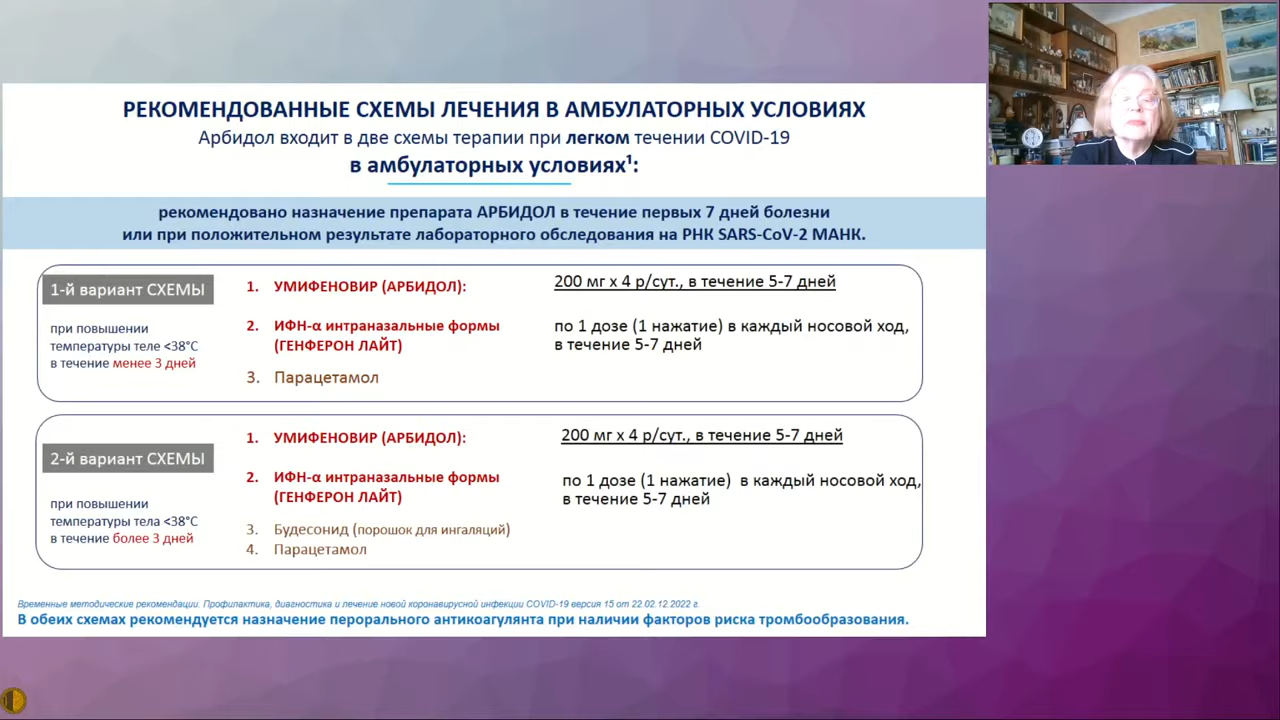 РЕКОМЕНДОВАННЫЕ СХЕМЫ ЛЕЧЕНИЯ В АМБУЛАТОРНЫХ УСЛОВИЯХ
Арбидол входит в две схемы терапии при легком течении COVID-19
в амбулаторных условиях¹:
рекомендовано назначение препарата АРБИДОЛ в течение первых 7 дней болезни
или при положительном результате лабораторного обследования на РНК SARS-CoV-2 МАНК.
1-й вариант СХЕМЫ
при повышении
температуры теле <38°C
в течение менее 3 дней
1. УМИФЕНОВИР (АРБИДОЛ): 200 мг х 4 р/сут., в течение 5-7 дней
2. ИФН-α интраназальные формы
(ГЕНФЕРОН ЛАЙТ)
по 1 дозе (1 нажатие) в каждый носовой ход,
в течение 5-7 дней
3. Парацетамол
2-й вариант СХЕМЫ
при повышении
температуры тела <38°C
в течение более 3 дней
1. УМИФЕНОВИР (АРБИДОЛ): 200 мг х 4 р/сут., в течение 5-7 дней
2. ИФН-α интраназальные формы
(ГЕНФЕРОН ЛАЙТ)
по 1 дозе (1 нажатие) в каждый носовой ход,
в течение 5-7 дней
3. Будесонид (порошок для ингаляций)
4. Парацетамол
Временные методические рекомендации. Профилактика, диагностика и лечение новой коронавирусной инфекции COVID-19 версия 15 от 22.02.12.2022 г.
В обеих схемах рекомендуется назначение перорального антикоагулянта при наличии факторов риска тромбообразования.